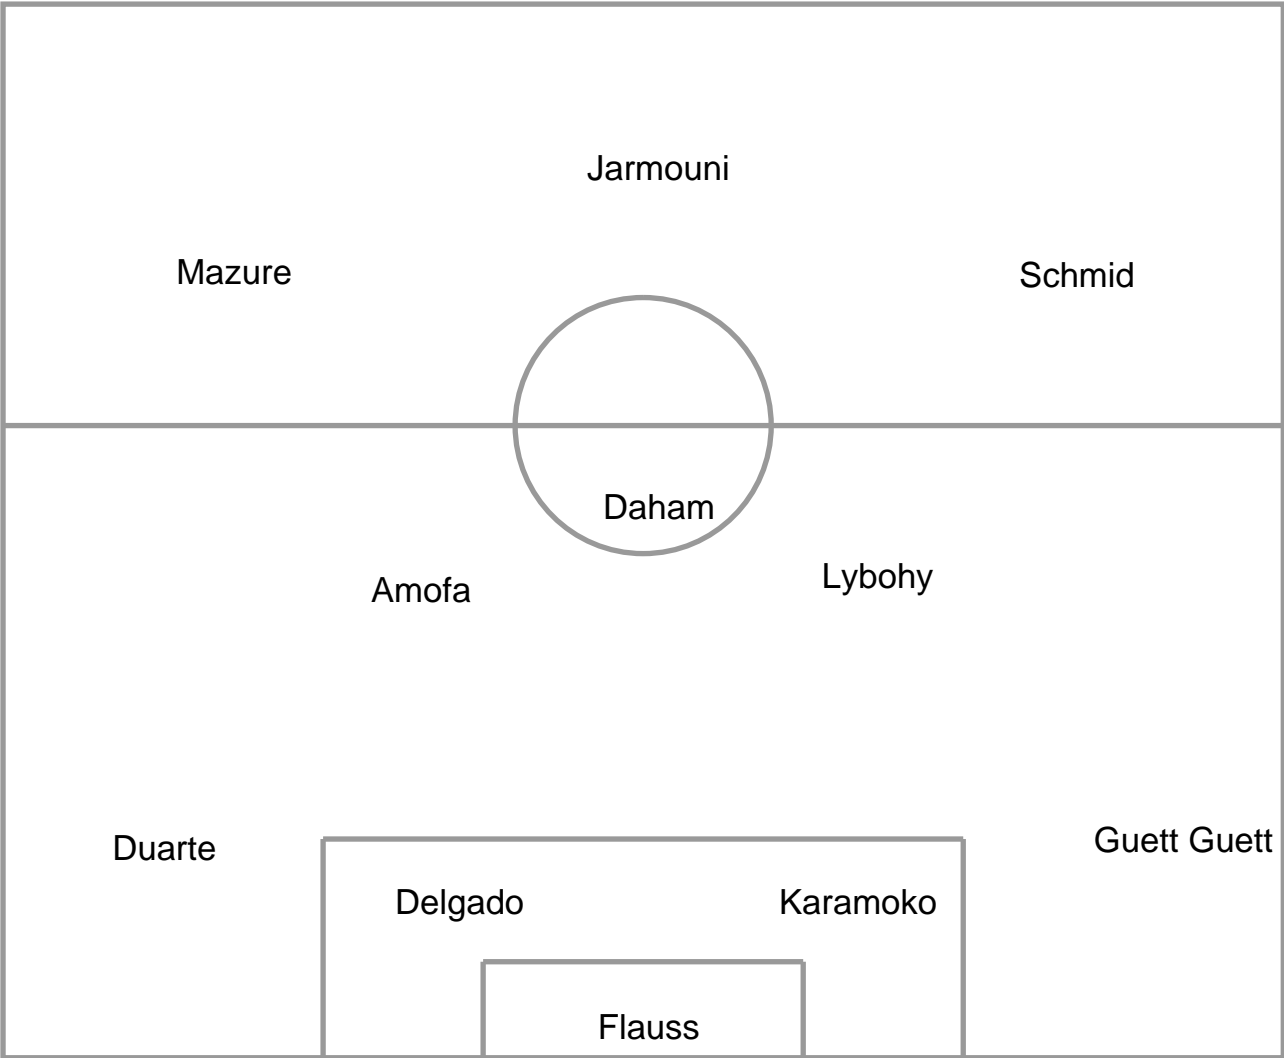 Jarmouni
Mazure
Schmid
Daham
Amofa
Lybohy
Duarte
Guett Guett
Delgado
Karamoko
Flauss